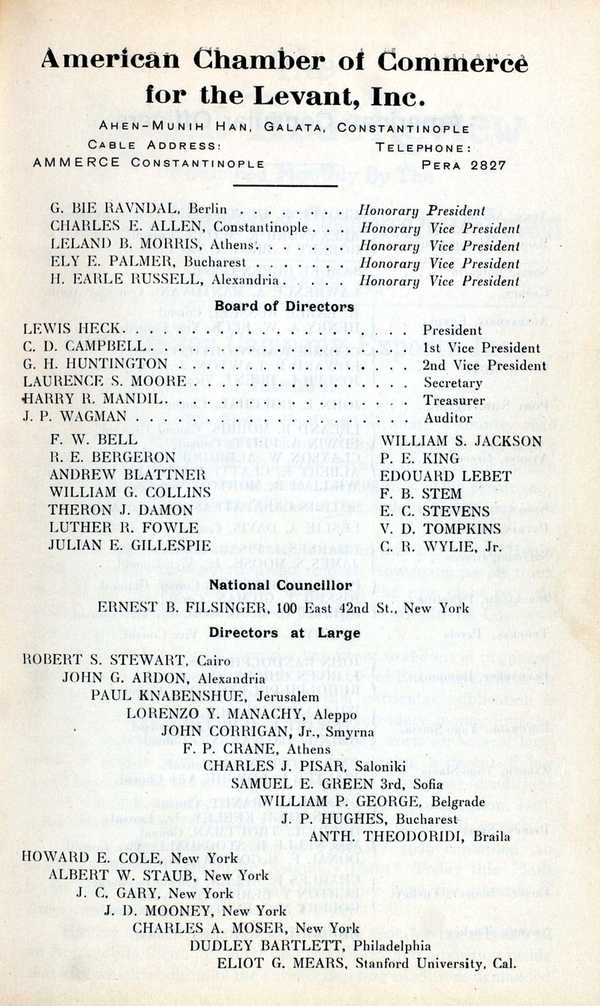 American Chamber of Commerce
for the Levant, Inc.
AHEN-MUNIH HAN, GALATA, CONSTANTINOPLE
CABLE ADDRESS: TELEPHONE:
AMMERCE CONSTANTINOPLE PERA 2827
G. BIE RAVNDAL, Berlin . . . . . . . . Honorary President
CHARLES E. ALLEN, Constantinople . . . Honorary Vice President
LELAND B. MORRIS, Athens. . . . . . . Honorary Vice President
ELY E. PALMER, Bucharest . . . . . . . Honorary Vice President
H. EARLE RUSSELL, Alexandria . . . . . Honorary Vice President
Board of Directors
LEWIS HECK. . . . . . . . . . . . . . . . . . . . . President
C. D. CAMPBELL . . . . . . . . . . . . . . . . . . . 1st Vice President
G. H. HUNTINGTON . . . . . . . . . . . . . . . . . 2nd Vice President
LAURENCE S. MOORE . . . . . . . . . . . . . . . . Secretary
HARRY R. MANDIL. . . . . . . . . . . . . . . . . . Treasurer
J. P. WAGMAN . . . . . . . . . . . . . . . . . . . . Auditor
F. W. BELL WILLIAM S. JACKSON
R. E. BERGERON P. E. KING
ANDREW BLATTNER EDOUARD LEBET
WILLIAM G. COLLINS F. B. STEM
THERON J. DAMON E. C. STEVENS
LUTHER R. FOWLE V. D. TOMPKINS
JULIAN E. GILLESPIE C. R. WYLIE, Jr.
National Councillor
ERNEST B. FILSINGER, 100 East 42nd St., New York
Directors at Large
ROBERT S. STEWART, Cairo
JOHN G. ARDON, Alexandria
PAUL KNABENSHUE, Jerusalem
LORENZO Y. MANACHY, Aleppo
JOHN CORRIGAN, Jr., Smyrna
F. P. CRANE, Athens
CHARLES J. PISAR, Saloniki
SAMUEL E. GREEN 3rd, Sofia
WILLIAM P. GEORGE, Belgrade
J. P. HUGHES, Bucharest
ANTH. THEODORIDI, Braila
HOWARD E. COLE, New York
ALBERT W. STAUB, New York
J. C. GARY, New York
J. D. MOONEY, New York
CHARLES A. MOSER, New York
DUDLEY BARTLETT, Philadelphia
ELIOT G. MEARS, Stanford University, Cal.